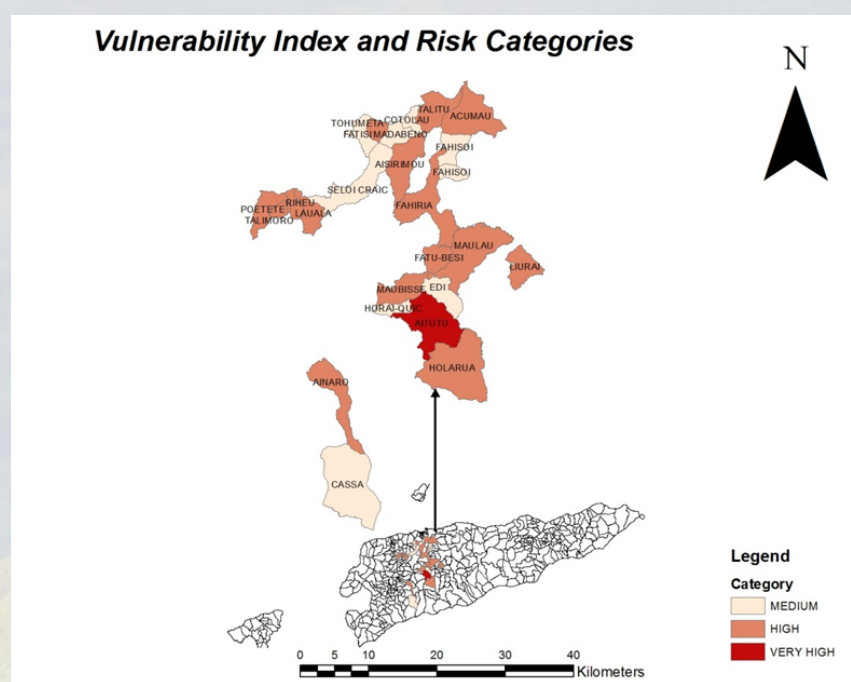 Vulnerability Index and Risk Categories
N
TALITU
COTOLAU
ACUMAU
TOHUMETA
FATISI
MADABENO
FAHISOI
AISIRIMOU
FAHISOI
SELOI CRAIC
RIHEU
POETETE
LAUALA
FAHIRIA
TALIMORO
MAULAU
FATU-BESI
LIURAI
MAUBISSE
EDI
HORAI-QUIC
AITUTU
HOLARUA
AINARO
CASSA
Legend
Category
MEDIUM
HIGH
VERY HIGH
0 5 10 20 30 40
Kilometers